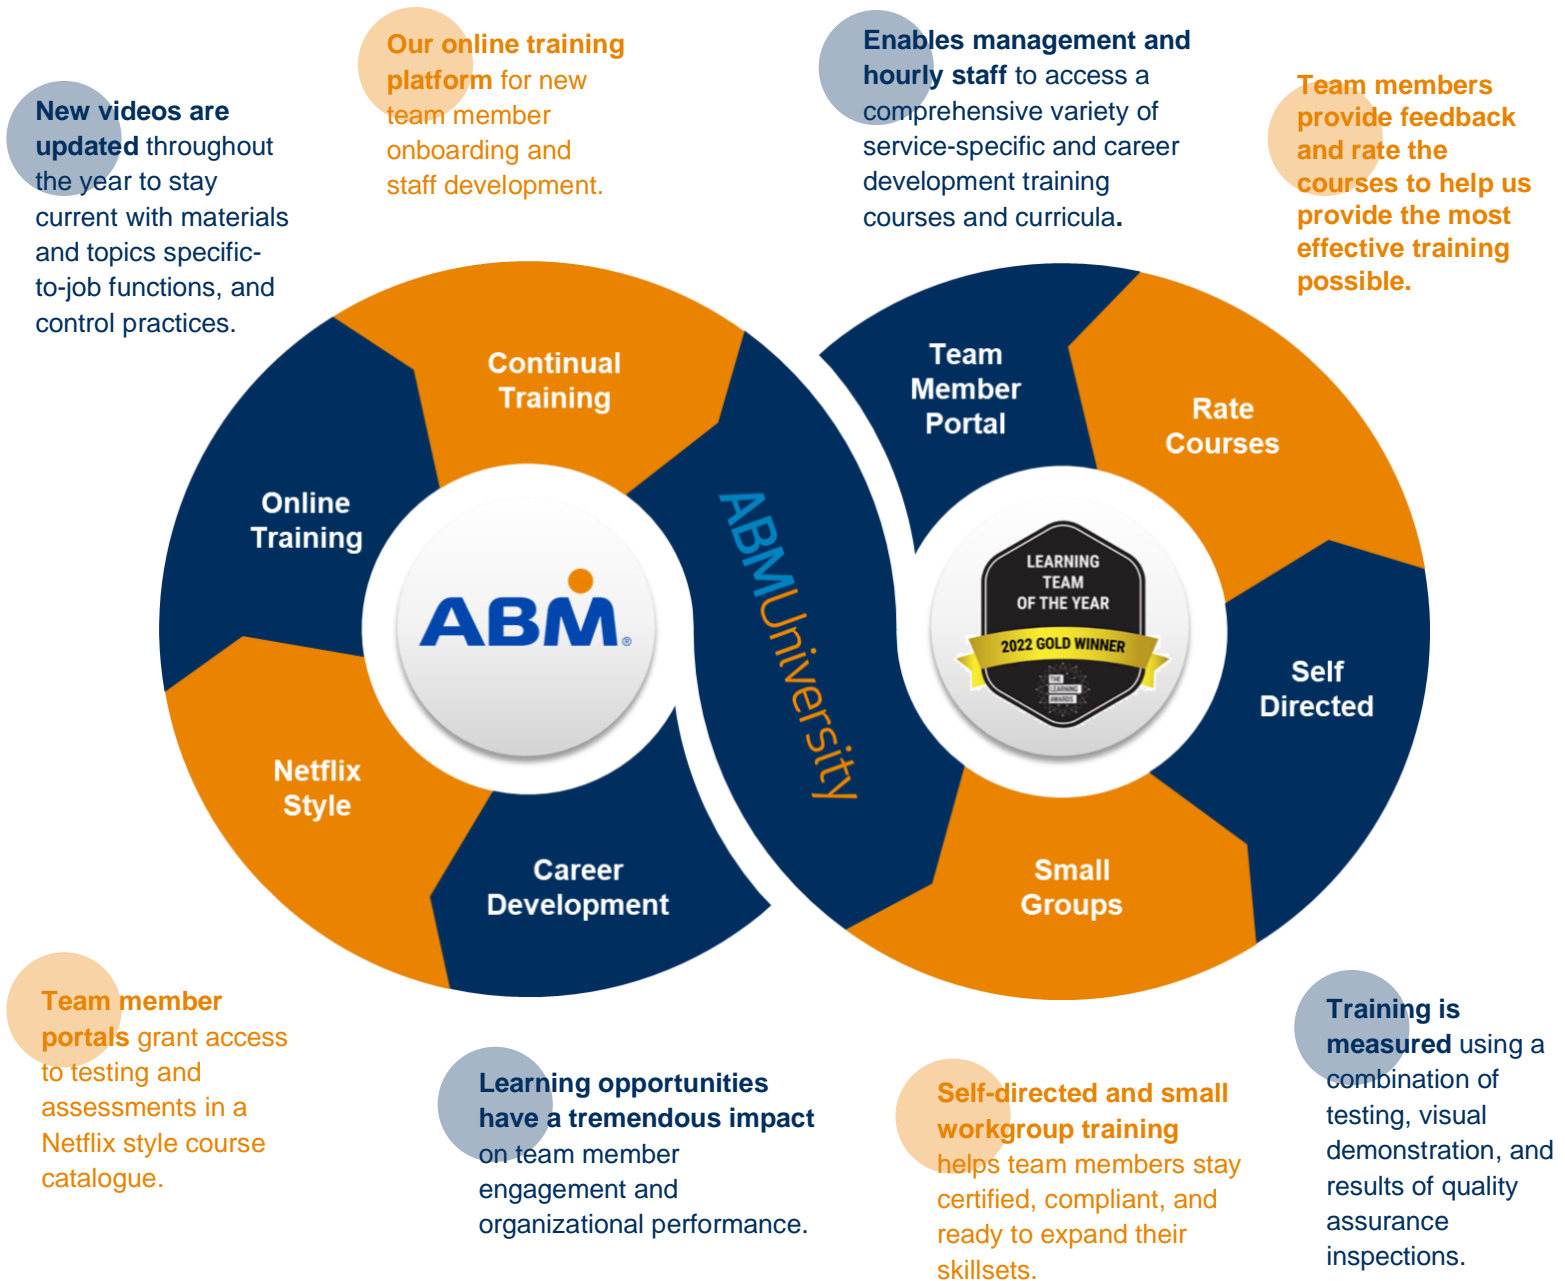 New videos are
updated throughout
the year to stay
current with materials
and topics specific-
to-job functions, and
control practices.
Our online training
platform for new
team member
onboarding and
staff development.
Enables management and
hourly staff to access a
comprehensive variety of
service-specific and career
development training
courses and curricula.
Team members
provide feedback
and rate the
courses to help us
provide the most
effective training
possible.
Continual
Training
Online
Training
Netflix
Style
Career
Development
ABM®
ABMUniversity
Team
Member
Portal
Rate
Courses
Self
Directed
Small
Groups
LEARNING
TEAM
OF THE YEAR
2022 GOLD WINNER
THE
LEARNING
AWARDS
Team member
portals grant access
to testing and
assessments in a
Netflix style course
catalogue.
Learning opportunities
have a tremendous impact
on team member
engagement and
organizational performance.
Self-directed and small
workgroup training
helps team members stay
certified, compliant, and
ready to expand their
skillsets.
Training is
measured using a
combination of
testing, visual
demonstration, and
results of quality
assurance
inspections.